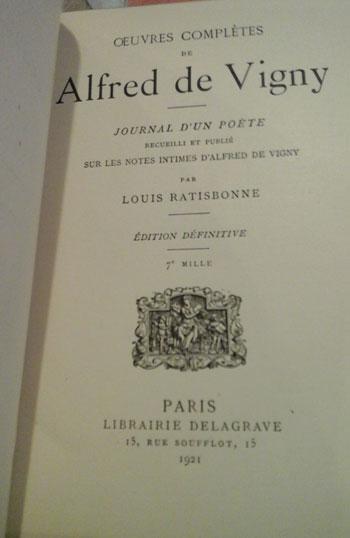 ŒUVRES COMPLÈTES
DE
Alfred de Vigny
JOURNAL D'UN POÈTE
RECUEILLI ET PUBLIÉ
SUR LES NOTES INTIMES D'ALFRED DE VIGNY
PAR
LOUIS RATISBONNE
ÉDITION DÉFINITIVE
7e MILLE
PARIS
LIBRAIRIE DELAGRAVE
15, RUE SOUFFLOT, 15
1921